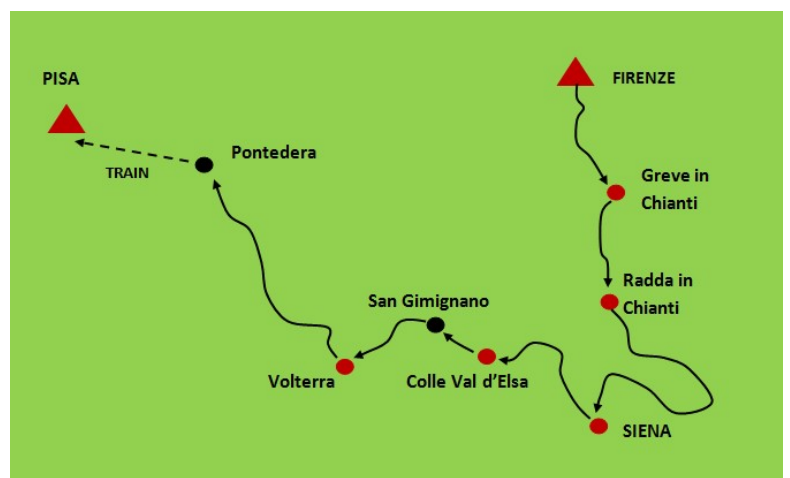 PISA
FIRENZE
Pontedera
TRAIN
Greve in
Chianti
Radda in
Chianti
San Gimignano
Volterra
Colle Val d'Elsa
SIENA